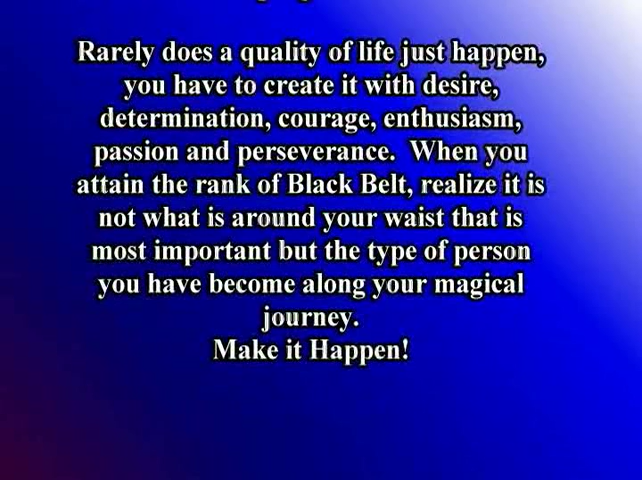 Rarely does a quality of life just happen,
you have to create it with desire,
determination, courage, enthusiasm,
passion and perseverance.  When you
attain the rank of Black Belt, realize it is
not what is around your waist that is
most important but the type of person
you have become along your magical
journey.
Make it Happen!